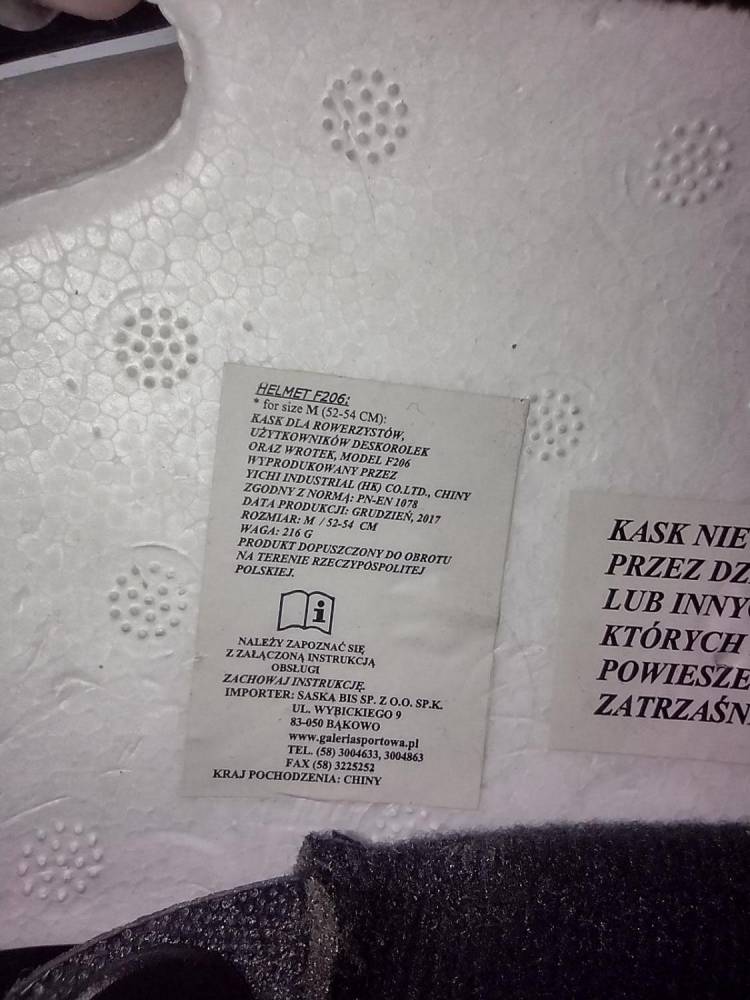 HELMET F206:
* for size M (52-54 CM):
KASK DLA ROWERZYSTÓW,
UŻYTKOWNIKÓW DESKOROLEK
ORAZ WROTEK, MODEL F206
WYPRODUKOWANY PRZEZ
YICHI INDUSTRIAL (HK) CO.LTD., CHINY
ZGODNY Z NORMĄ: PN-EN 1078
DATA PRODUKCJI: GRUDZIEŃ, 2017
ROZMIAR: M / 52-54 CM
WAGA: 216 G
PRODUKT DOPUSZCZONY DO OBROTU
NA TERENIE RZECZYPÓSPOLITEJ
POLSKIEJ.
NALEŻY ZAPOZNAĆ SIĘ
Z ZAŁĄCZONĄ INSTRUKCJĄ
OBSŁUGI
ZACHOWAJ INSTRUKCJĘ.
IMPORTER: SASKA BIS SP. Z O.O. SP.K.
UL. WYBICKIEGO 9
83-050 BĄKOWO
www.galeriasportowa.pl
TEL. (58) 3004633, 3004863
FAX (58) 3225252
KRAJ POCHODZENIA: CHINY
KASK NIE
PRZEZ DZ
LUB INNY
KTÓRYCH
POWIESZE
ZATRZAŚN